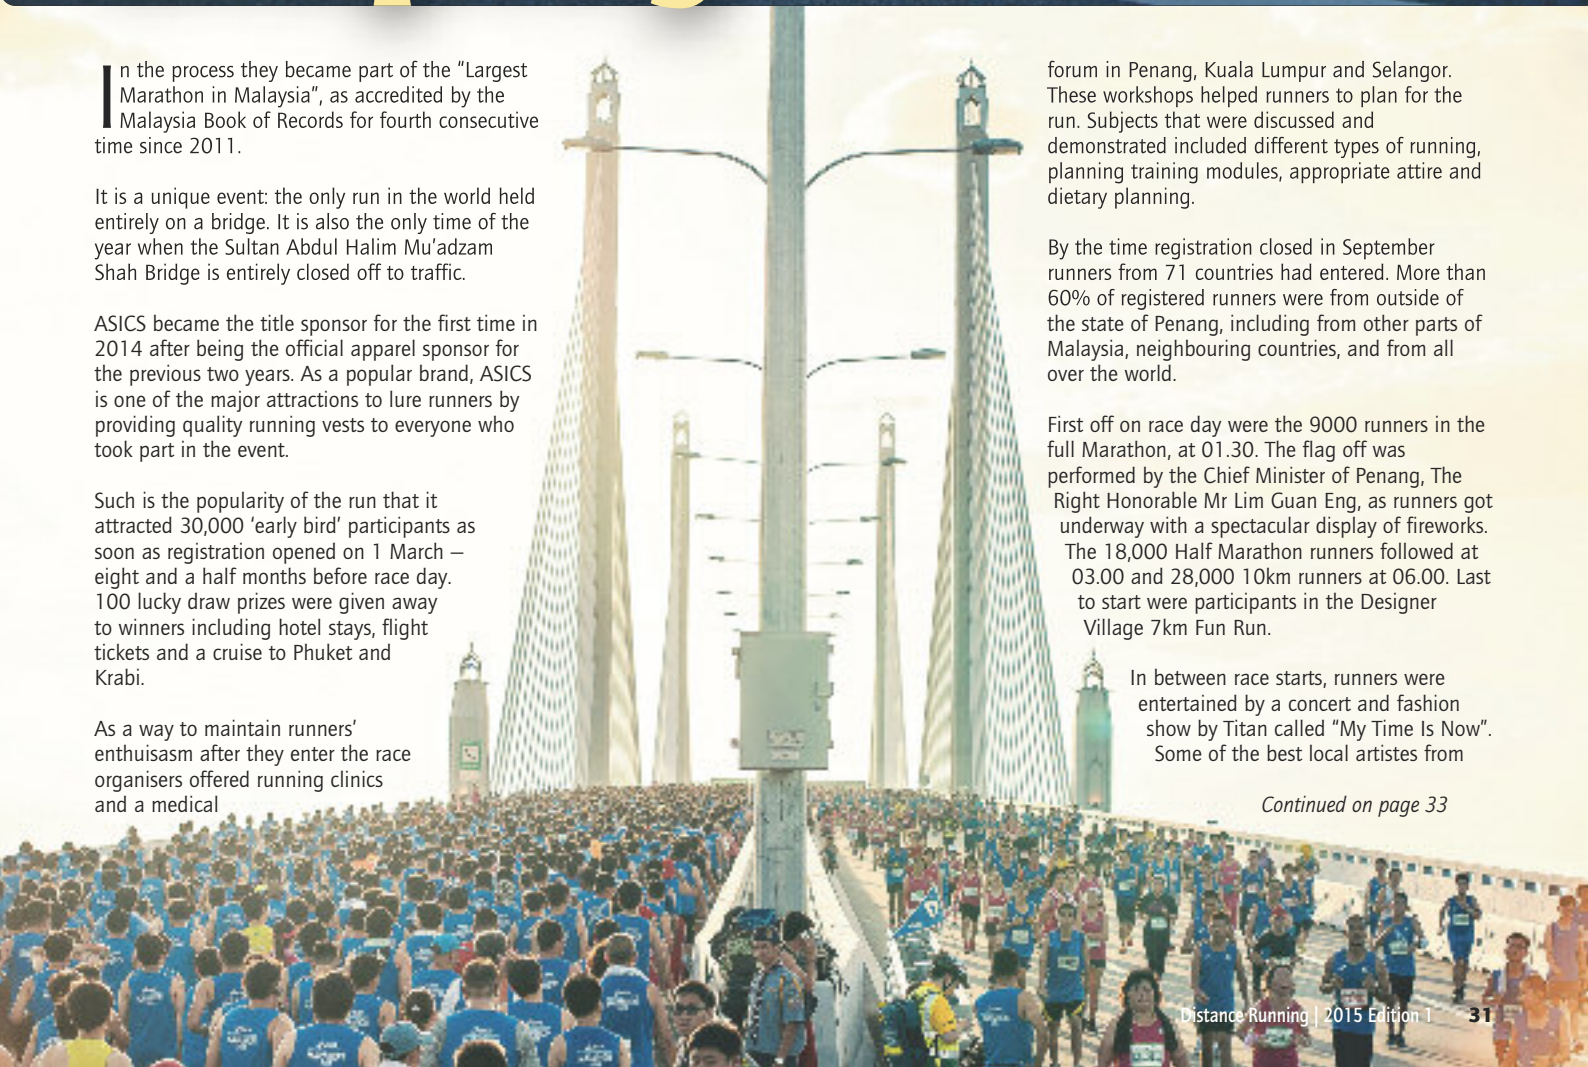 In the process they became part of the “Largest
Marathon in Malaysia”, as accredited by the
Malaysia Book of Records for fourth consecutive
time since 2011.
It is a unique event: the only run in the world held
entirely on a bridge. It is also the only time of the
year when the Sultan Abdul Halim Mu’adzam
Shah Bridge is entirely closed off to traffic.
ASICS became the title sponsor for the first time in
2014 after being the official apparel sponsor for
the previous two years. As a popular brand, ASICS
is one of the major attractions to lure runners by
providing quality running vests to everyone who
took part in the event.
Such is the popularity of the run that it
attracted 30,000 ‘early bird’ participants as
soon as registration opened on 1 March –
eight and a half months before race day.
100 lucky draw prizes were given away
to winners including hotel stays, flight
tickets and a cruise to Phuket and
Krabi.
As a way to maintain runners’
enthuisasm after they enter the race
organisers offered running clinics
and a medical
forum in Penang, Kuala Lumpur and Selangor.
These workshops helped runners to plan for the
run. Subjects that were discussed and
demonstrated included different types of running,
planning training modules, appropriate attire and
dietary planning.
By the time registration closed in September
runners from 71 countries had entered. More than
60% of registered runners were from outside of
the state of Penang, including from other parts of
Malaysia, neighbouring countries, and from all
over the world.
First off on race day were the 9000 runners in the
full Marathon, at 01.30. The flag off was
performed by the Chief Minister of Penang, The
Right Honorable Mr Lim Guan Eng, as runners got
underway with a spectacular display of fireworks.
The 18,000 Half Marathon runners followed at
03.00 and 28,000 10km runners at 06.00. Last
to start were participants in the Designer
Village 7km Fun Run.
In between race starts, runners were
entertained by a concert and fashion
show by Titan called “My Time Is Now”.
Some of the best local artistes from
Continued on page 33
Distance Running | 2015 Edition 1 31